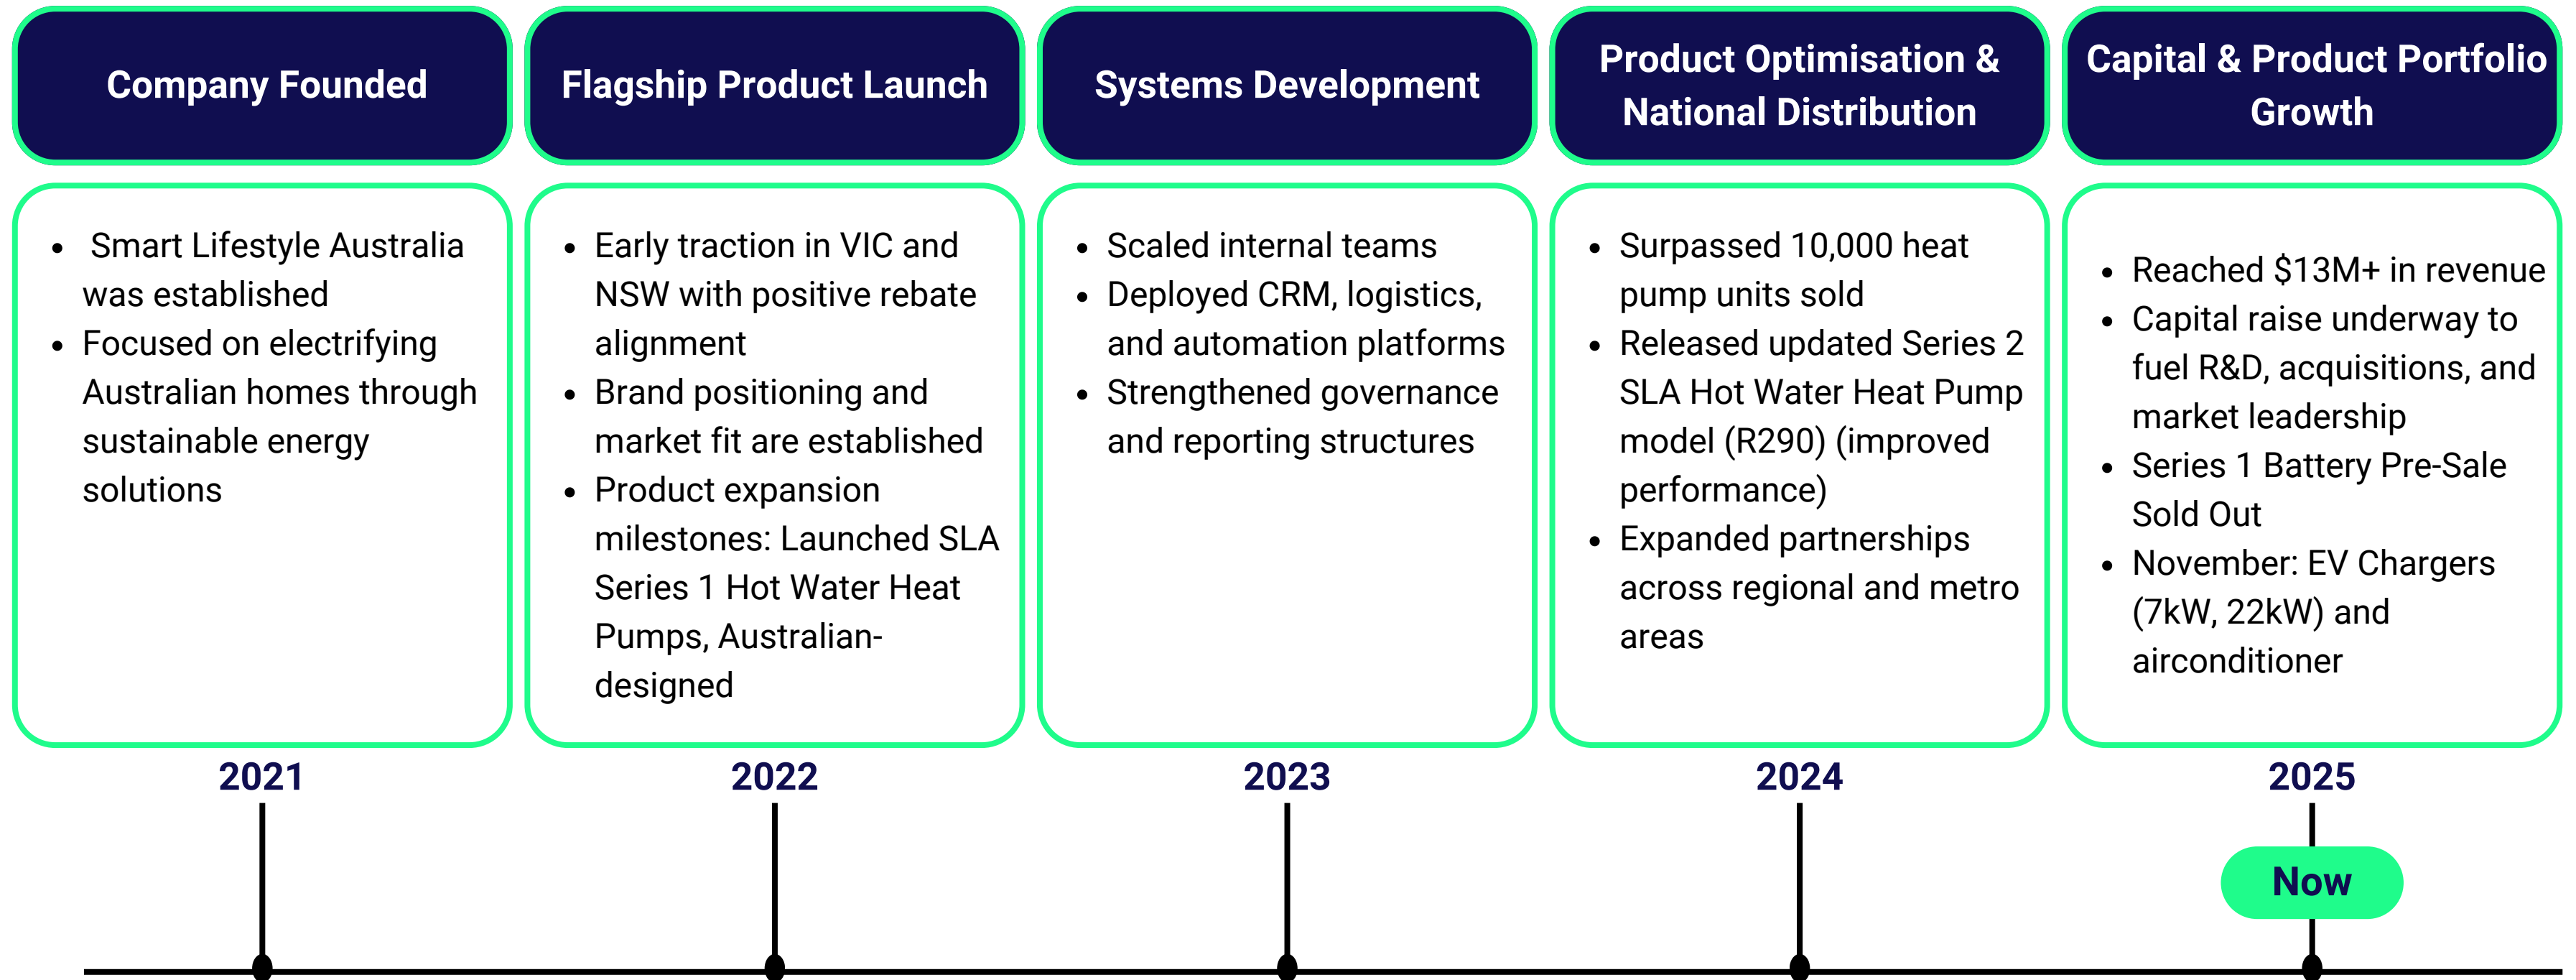 Company Founded
Flagship Product Launch
Systems Development
Product Optimisation &
National Distribution
Capital & Product Portfolio
Growth
• Smart Lifestyle Australia
was established
• Focused on electrifying
Australian homes through
sustainable energy
solutions
• Early traction in VIC and
NSW with positive rebate
alignment
• Brand positioning and
market fit are established
• Product expansion
milestones: Launched SLA
Series 1 Hot Water Heat
Pumps, Australian-
designed
• Scaled internal teams
• Deployed CRM, logistics,
and automation platforms
• Strengthened governance
and reporting structures
• Surpassed 10,000 heat
pump units sold
• Released updated Series 2
SLA Hot Water Heat Pump
model (R290) (improved
performance)
• Expanded partnerships
across regional and metro
areas
• Reached $13M+ in revenue
• Capital raise underway to
fuel R&D, acquisitions, and
market leadership
• Series 1 Battery Pre-Sale
Sold Out
• November: EV Chargers
(7kW, 22kW) and
airconditioner
2021
2022
2023
2024
2025
Now